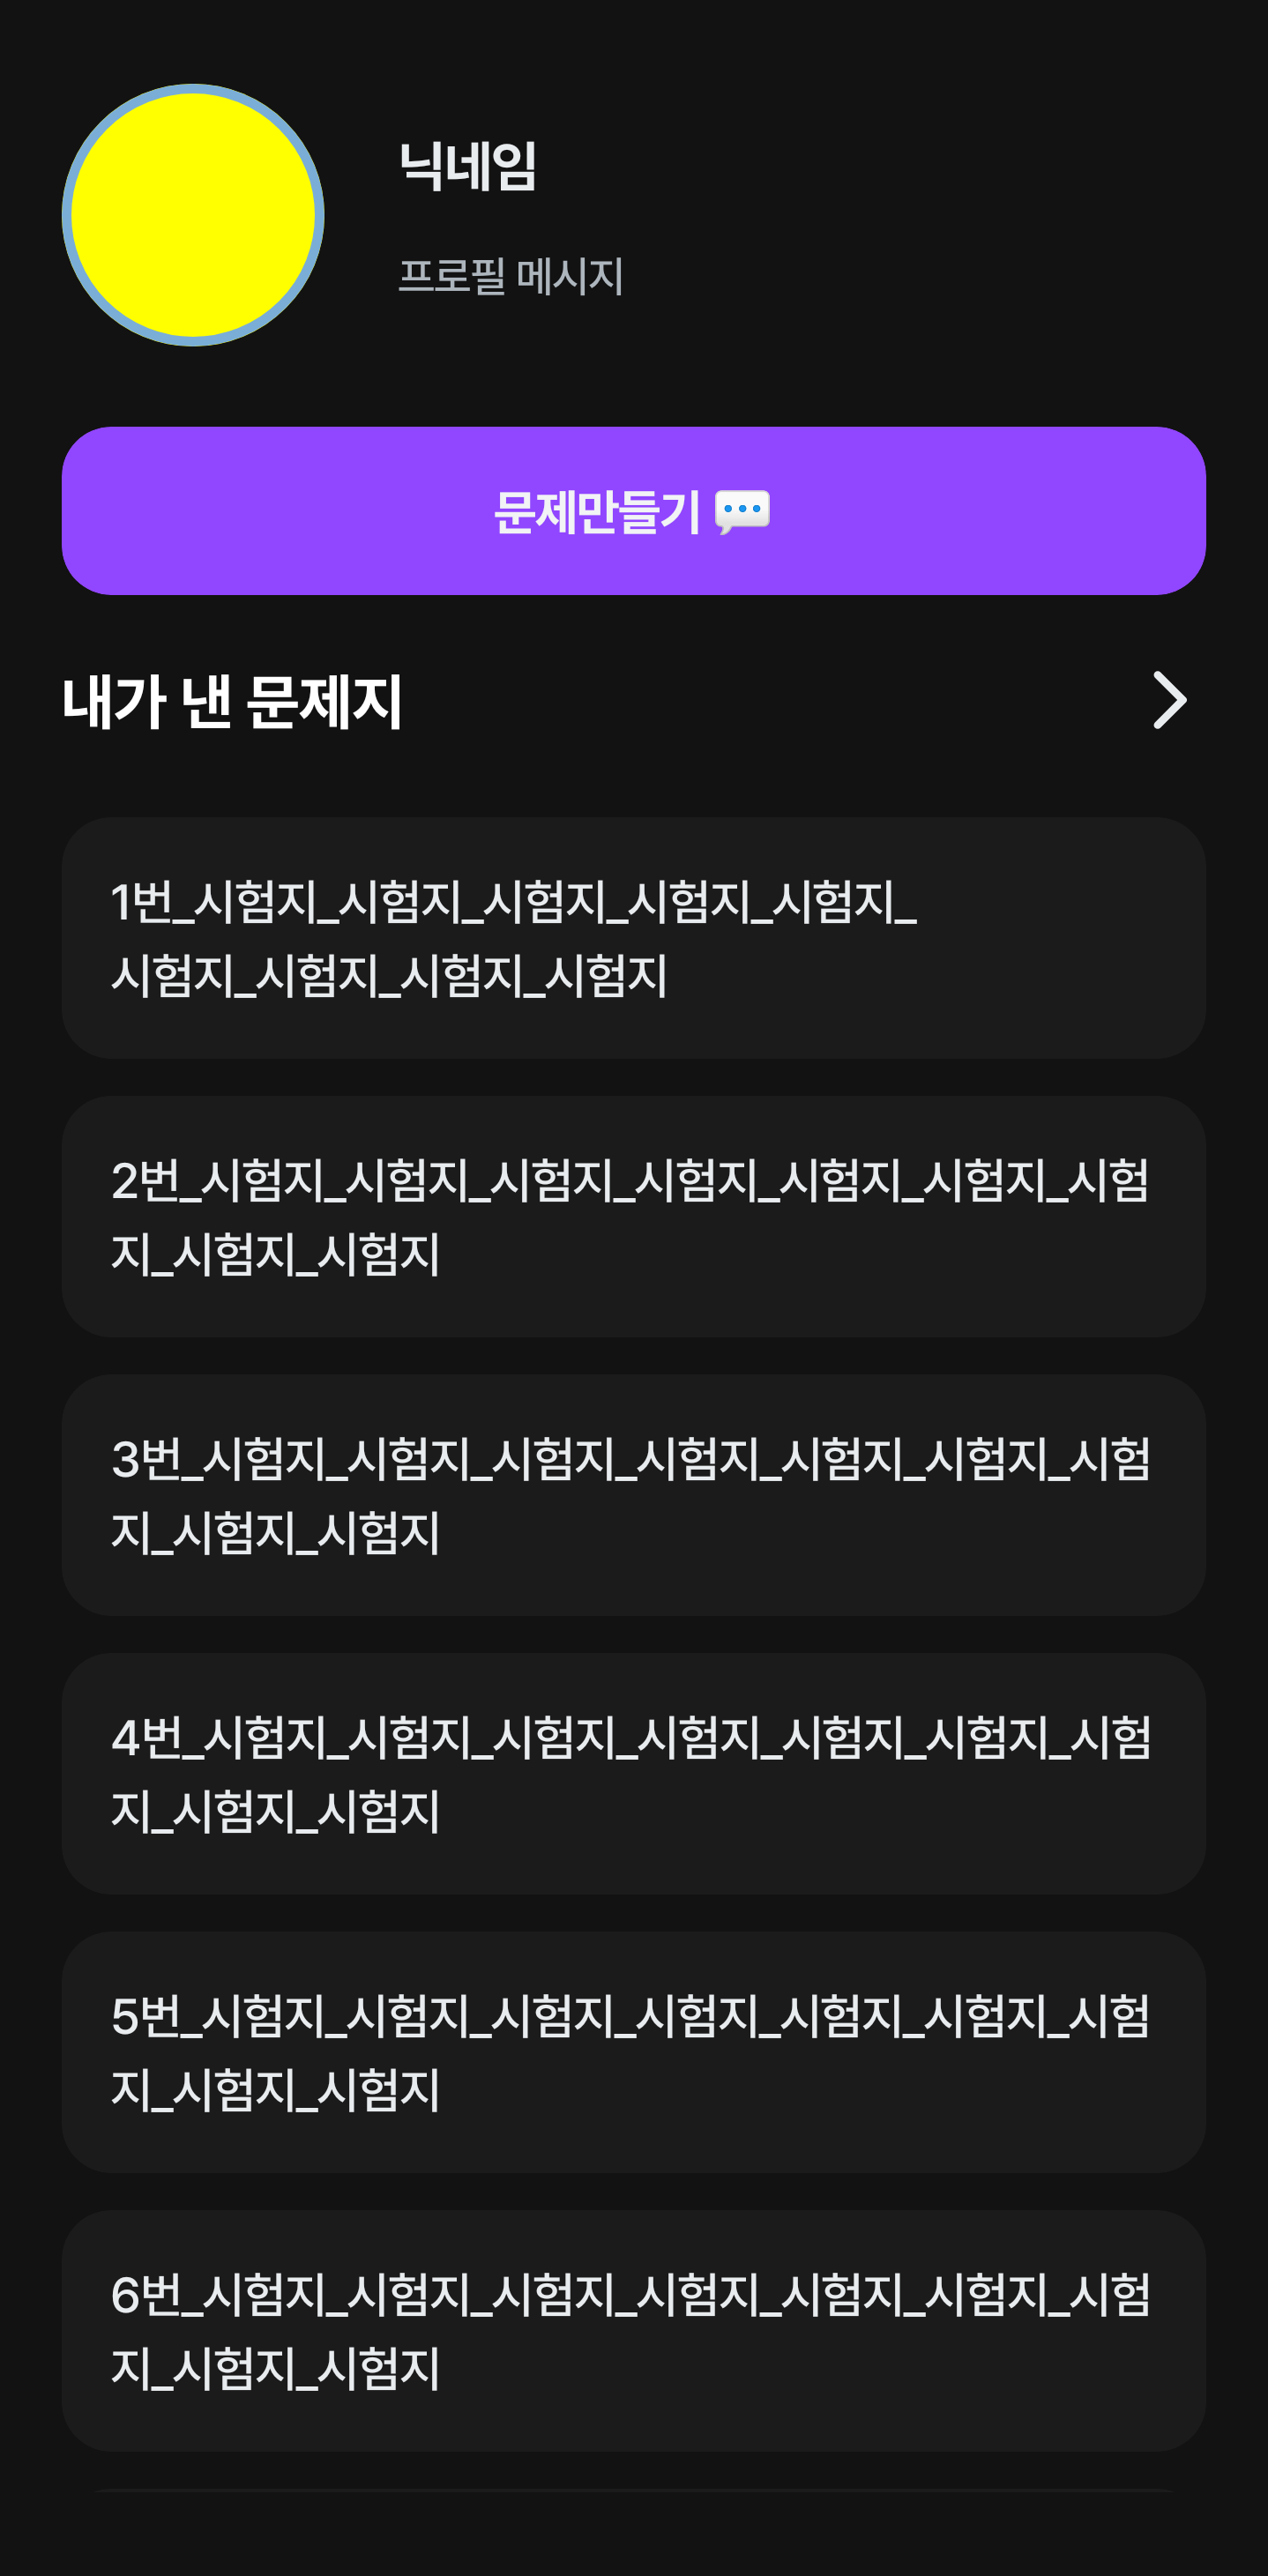 닉네임
프로필 메시지
문제만들기 💬
내가 낸 문제지
1번_시험지_시험지_시험지_시험지_시험지_
시험지_시험지_시험지_시험지
2번_시험지_시험지_시험지_시험지_시험지_시험지_시험
지_시험지_시험지
3번_시험지_시험지_시험지_시험지_시험지_시험지_시험
지_시험지_시험지
4번_시험지_시험지_시험지_시험지_시험지_시험지_시험
지_시험지_시험지
5번_시험지_시험지_시험지_시험지_시험지_시험지_시험
지_시험지_시험지
6번_시험지_시험지_시험지_시험지_시험지_시험지_시험
지_시험지_시험지